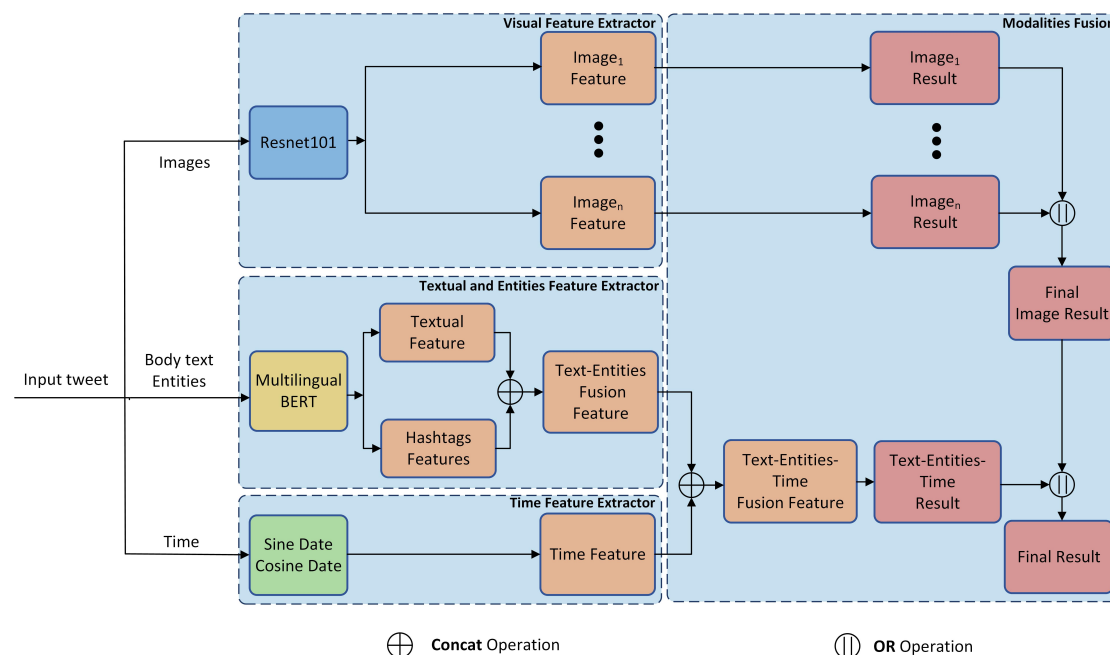 Visual Feature Extractor
Modalities Fusion
Image1
Feature
Image1
Result
Resnet101
Images
Imagen
Feature
Imagen
Result
Final
Image Result
Textual and Entities Feature Extractor
Textual
Feature
Body text
Entities
Input tweet
Multilingual
BERT
Text-Entities
Fusion
Feature
Hashtags
Features
Text-Entities-
Time
Fusion Feature
Text-Entities-
Time
Result
Time Feature Extractor
Time
Sine Date
Cosine Date
Time Feature
Final Result
Concat Operation
OR Operation